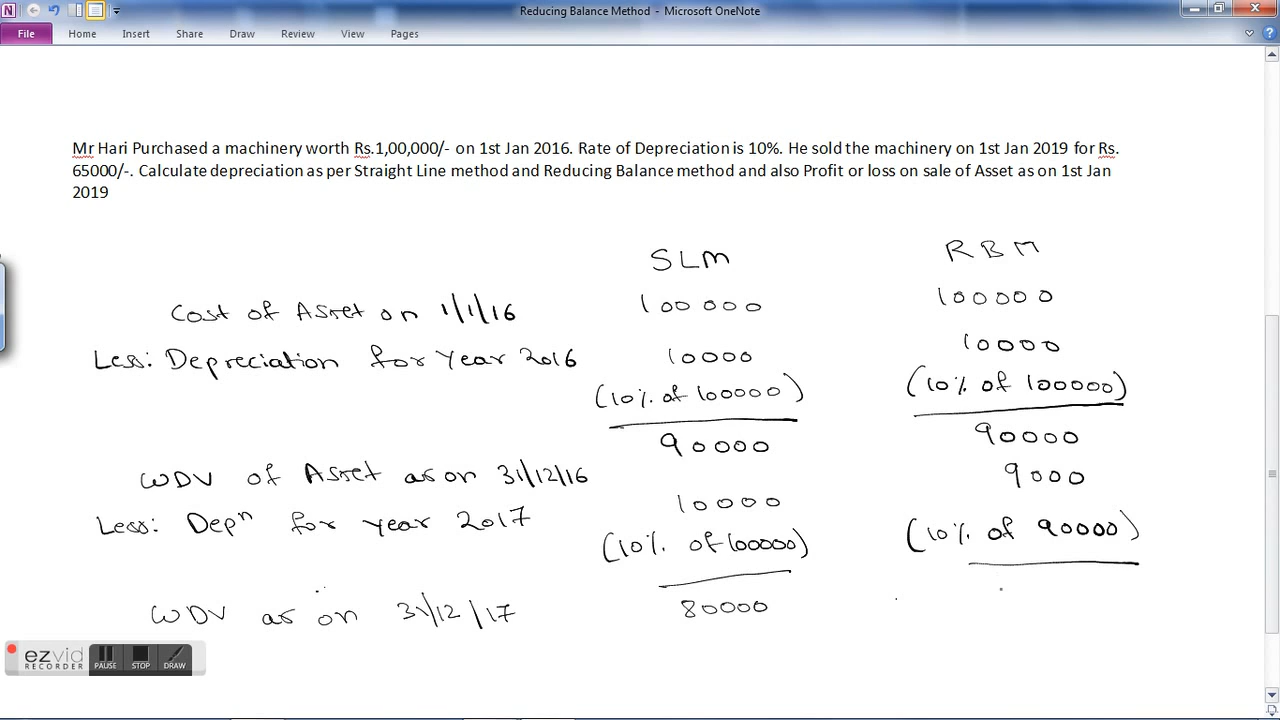 Reducing Balance Method - Microsoft OneNote
File Home Insert Share Draw Review View Pages
Mr Hari Purchased a machinery worth Rs.1,00,000/- on 1st Jan 2016. Rate of Depreciation is 10%. He sold the machinery on 1st Jan 2019 for Rs.
65000/-. Calculate depreciation as per Straight Line method and Reducing Balance method and also Profit or loss on sale of Asset as on 1st Jan
2019
SLM RBM
Cost of Asset on 1/1/16 100000 100000
Less: Depreciation for Year 2016 10000 10000
(10% of 100000) (10% of 100000)
90000 90000
WDV of Asset as on 31/12/16 9000
Less: Depn for year 2017 10000
(10% of 100000) (10% of 90000)
WDV as on 31/12/17 80000
ezvid
RECORDER
PAUSE STOP DRAW